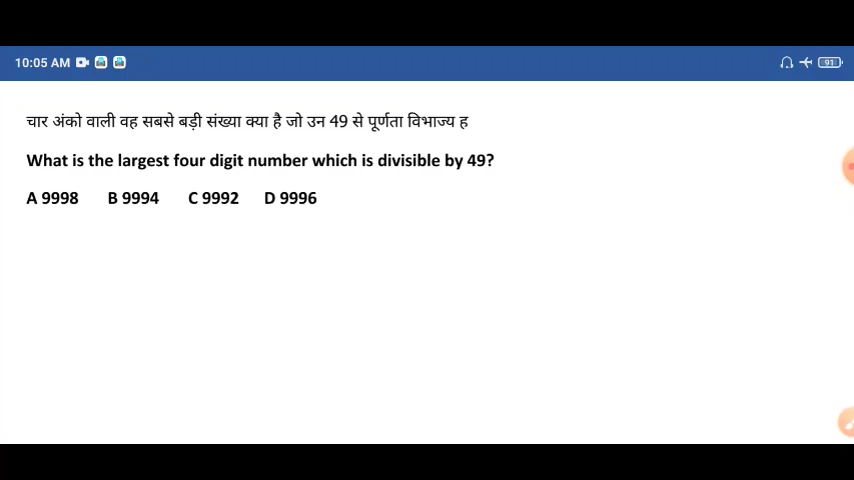 10:05 AM 91
चार अंको वाली वह सबसे बड़ी संख्या क्या है जो उन 49 से पूर्णता विभाज्य ह
What is the largest four digit number which is divisible by 49?
A 9998 B 9994 C 9992 D 9996